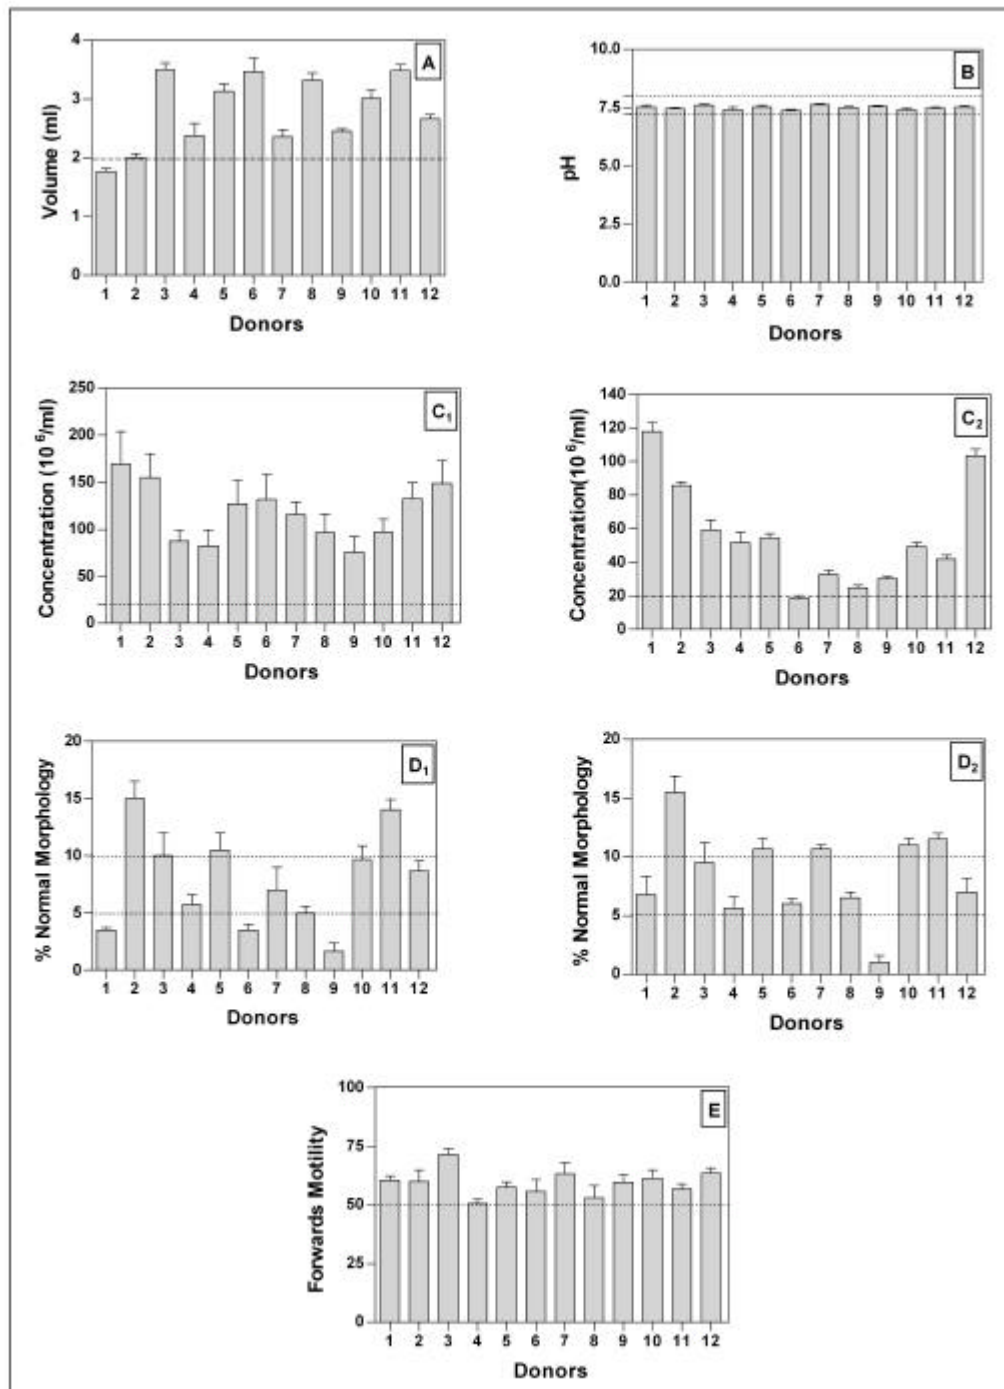 4
3
2
1
0
Volume (ml)
A
1 2 3 4 5 6 7 8 9 10 11 12
Donors
10.0
7.5
5.0
2.5
0.0
pH
B
1 2 3 4 5 6 7 8 9 10 11 12
Donors
250
200
150
100
50
0
Concentration (10 6/ml)
C1
1 2 3 4 5 6 7 8 9 10 11 12
Donors
140
120
100
80
60
40
20
0
Concentration(10 6/ml)
C2
1 2 3 4 5 6 7 8 9 10 11 12
Donors
20
15
10
5
0
% Normal Morphology
D1
1 2 3 4 5 6 7 8 9 10 11 12
Donors
20
15
10
5
0
% Normal Morphology
D2
1 2 3 4 5 6 7 8 9 10 11 12
Donors
100
75
50
25
0
Forwards Motility
E
1 2 3 4 5 6 7 8 9 10 11 12
Donors